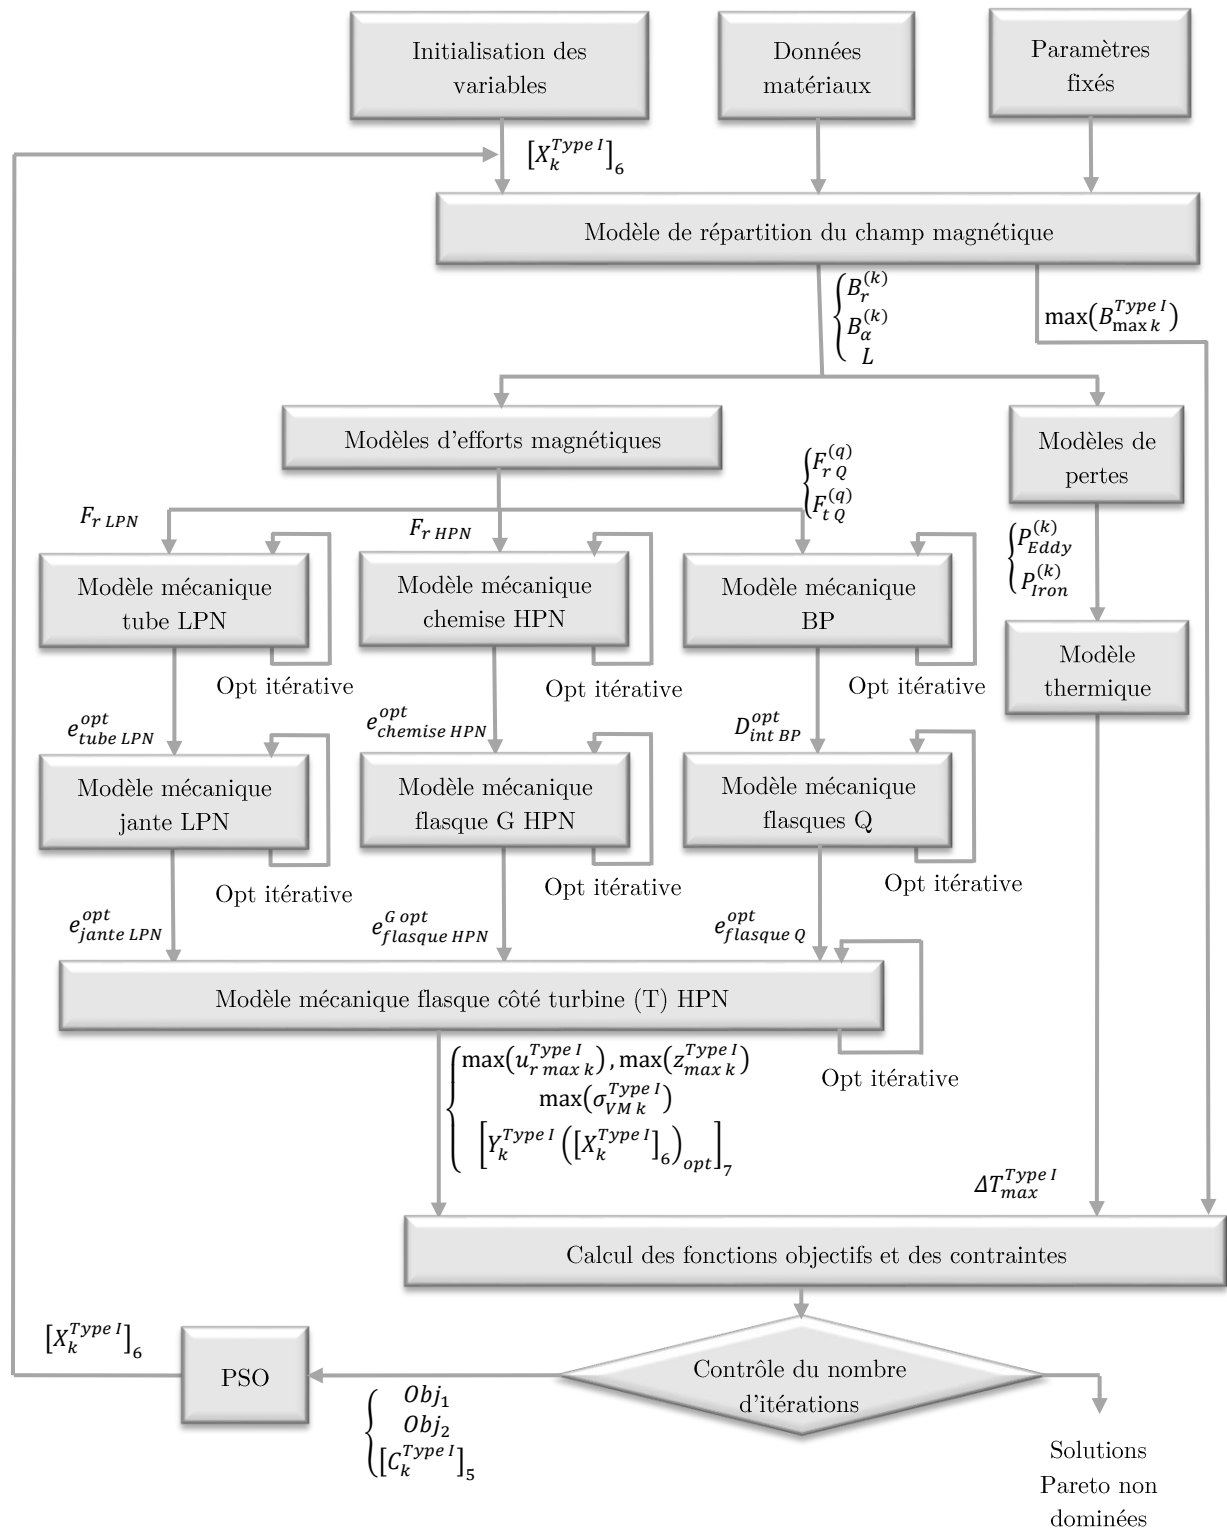 Initialisation des
variables
Données
matériaux
Paramètres
fixés
[X_k^{Type I}]_6
Modèle de répartition du champ magnétique
{B_r^{(k)}
B_α^{(k)}
L
max(B_{max k}^{Type I})
Modèles d'efforts magnétiques
Modèles de
pertes
{F_{r Q}^{(q)}
F_{t Q}^{(q)}
F_{r LPN}
F_{r HPN}
{P_{Eddy}^{(k)}
P_{Iron}^{(k)}
Modèle mécanique
tube LPN
Modèle mécanique
chemise HPN
Modèle mécanique
BP
Modèle
thermique
Opt itérative
Opt itérative
Opt itérative
e_{tube LPN}^{opt}
e_{chemise HPN}^{opt}
D_{int BP}^{opt}
Modèle mécanique
jante LPN
Modèle mécanique
flasque G HPN
Modèle mécanique
flasques Q
Opt itérative
Opt itérative
Opt itérative
e_{jante LPN}^{opt}
e_{flasque HPN}^{G opt}
e_{flasque Q}^{opt}
Modèle mécanique flasque côté turbine (T) HPN
Opt itérative
{max(u_{r max k}^{Type I}), max(z_{max k}^{Type I})
max(σ_{VM k}^{Type I})
[Y_k^{Type I}([X_k^{Type I}]_6)_{opt}]_7
ΔT_{max}^{Type I}
Calcul des fonctions objectifs et des contraintes
[X_k^{Type I}]_6
PSO
Contrôle du nombre
d'itérations
{Obj_1
Obj_2
[C_k^{Type I}]_5
Solutions
Pareto non
dominées